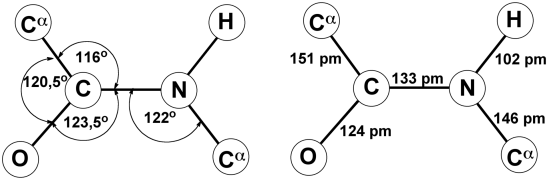 Cα H
116°
120,5° C N
123,5° 122°
O Cα
Cα H
151 pm 102 pm
C 133 pm N
124 pm 146 pm
O Cα